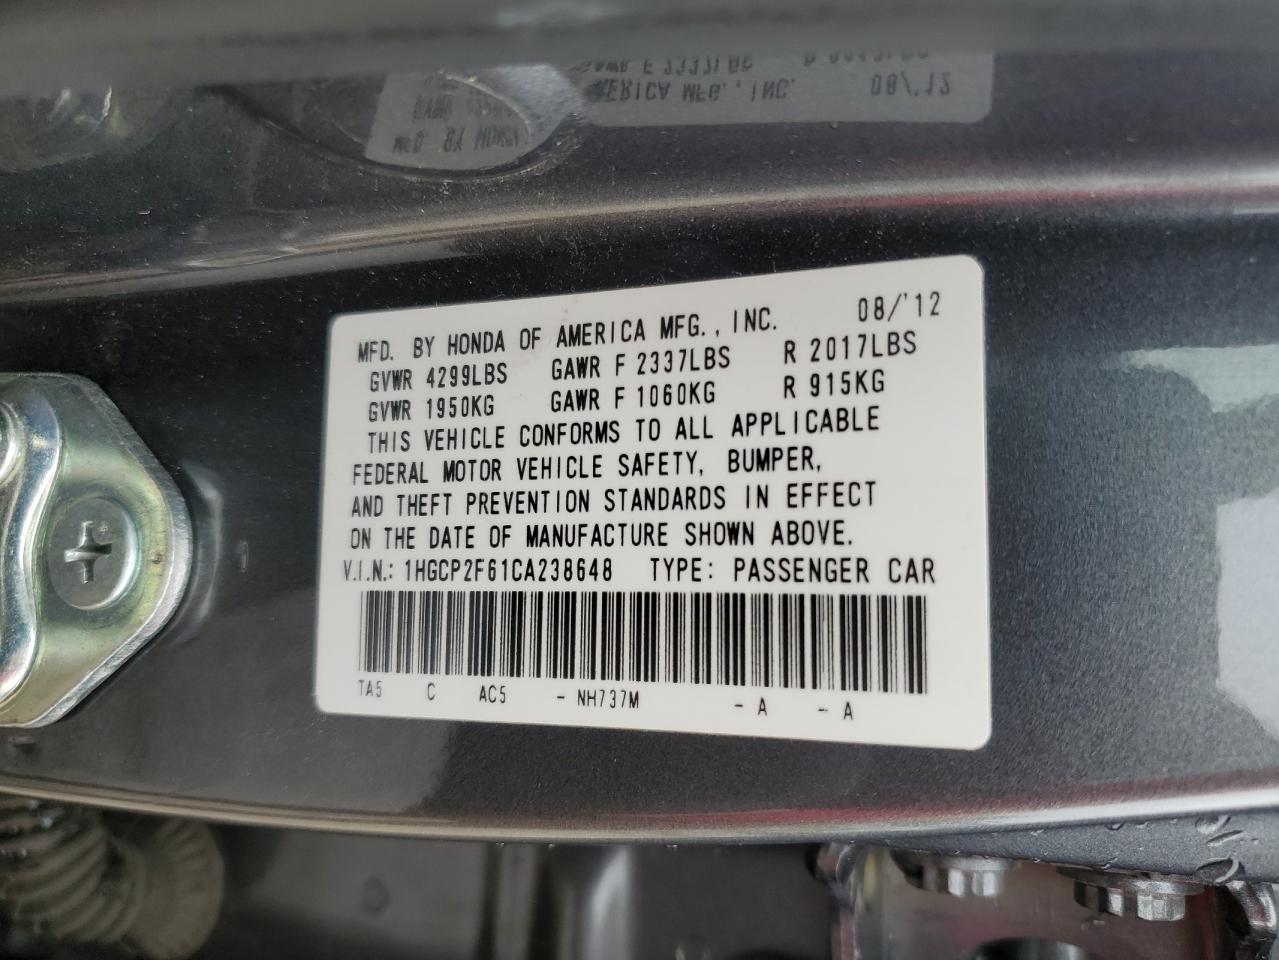 MFD. BY HONDA OF AMERICA MFG., INC. 08/'12
GVWR 4299LBS GAWR F 2337LBS R 2017LBS
GVWR 1950KG GAWR F 1060KG R 915KG
THIS VEHICLE CONFORMS TO ALL APPLICABLE
FEDERAL MOTOR VEHICLE SAFETY, BUMPER,
AND THEFT PREVENTION STANDARDS IN EFFECT
ON THE DATE OF MANUFACTURE SHOWN ABOVE.
V.I.N.: 1HGCP2F61CA238648 TYPE: PASSENGER CAR
TA5 C AC5 - NH737M - A - A